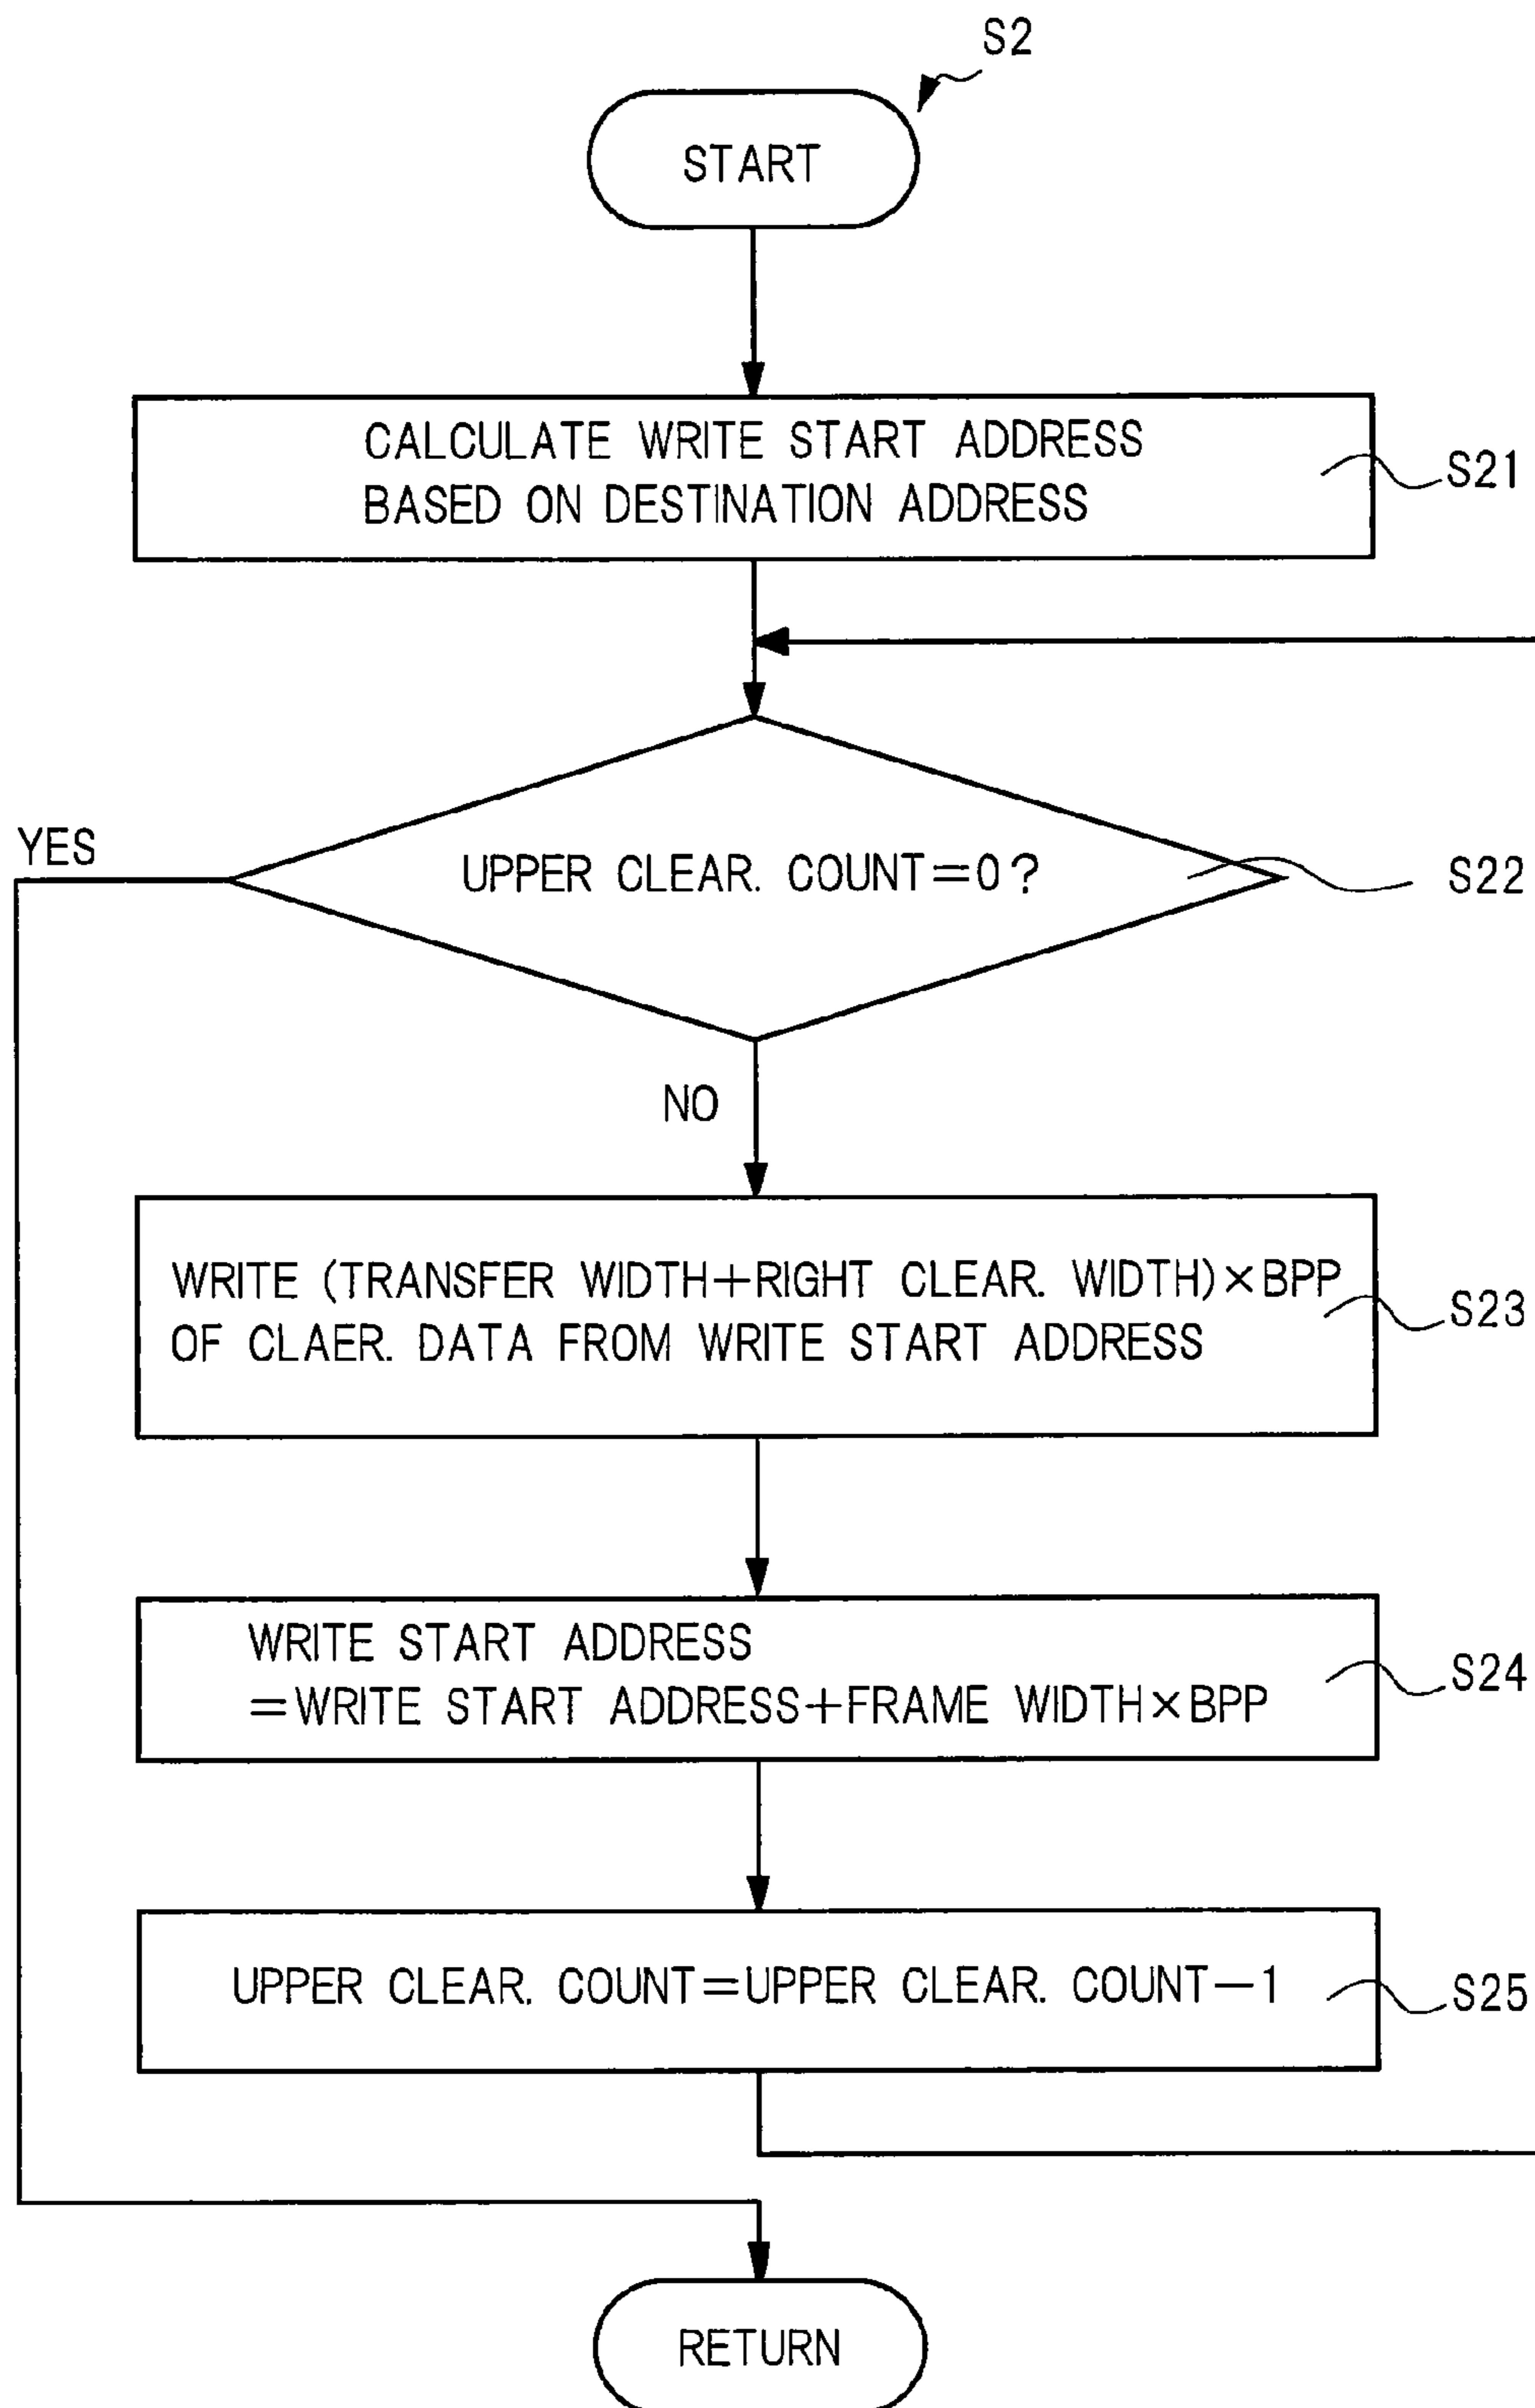 S2
START
CALCULATE WRITE START ADDRESS
BASED ON DESTINATION ADDRESS
S21
YES
UPPER CLEAR. COUNT=0?
S22
NO
WRITE (TRANSFER WIDTH+RIGHT CLEAR. WIDTH)×BPP
OF CLAER. DATA FROM WRITE START ADDRESS
S23
WRITE START ADDRESS
=WRITE START ADDRESS+FRAME WIDTH×BPP
S24
UPPER CLEAR. COUNT=UPPER CLEAR. COUNT−1
S25
RETURN